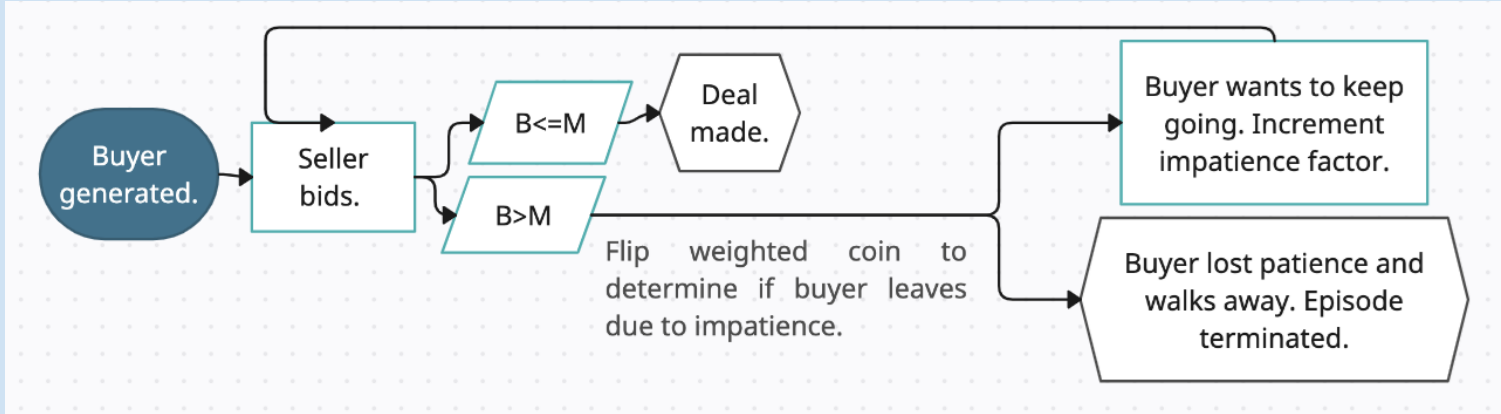 Buyer
generated.
Seller
bids.
B<=M
B>M
Deal
made.
Flip weighted coin to
determine if buyer leaves
due to impatience.
Buyer wants to keep
going. Increment
impatience factor.
Buyer lost patience and
walks away. Episode
terminated.